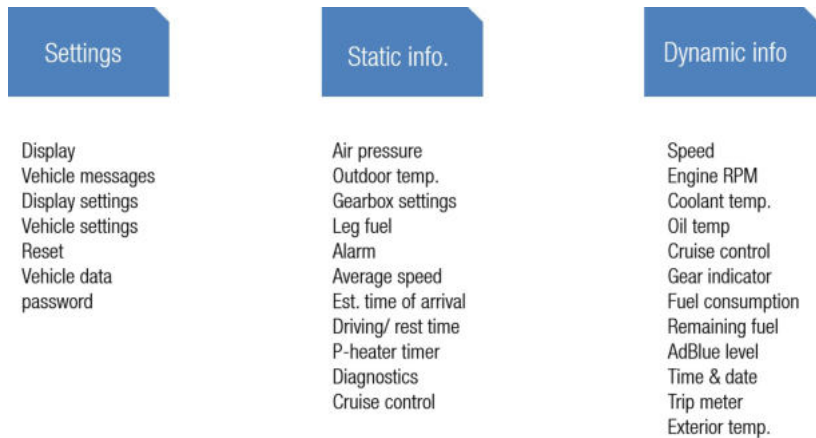 Settings
Display
Vehicle messages
Display settings
Vehicle settings
Reset
Vehicle data
password
Static info.
Air pressure
Outdoor temp.
Gearbox settings
Leg fuel
Alarm
Average speed
Est. time of arrival
Driving/ rest time
P-heater timer
Diagnostics
Cruise control
Dynamic info
Speed
Engine RPM
Coolant temp.
Oil temp
Cruise control
Gear indicator
Fuel consumption
Remaining fuel
AdBlue level
Time & date
Trip meter
Exterior temp.